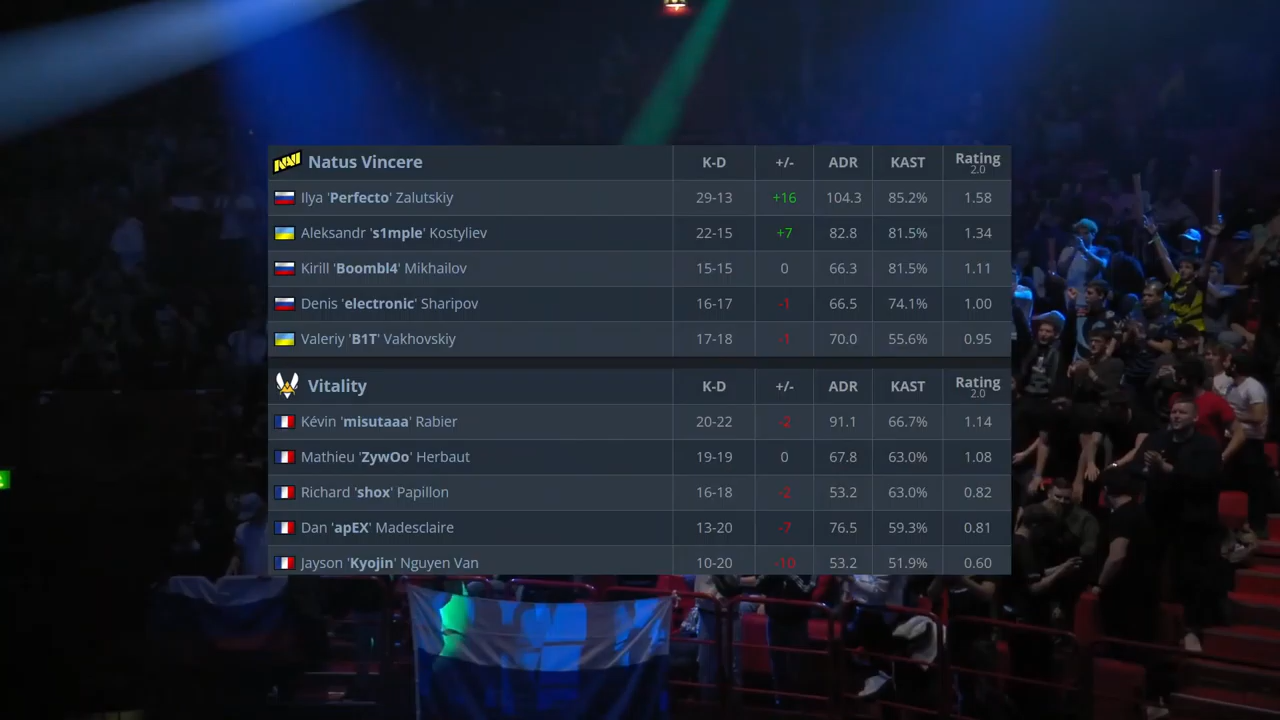 NAVI Natus Vincere K-D +/- ADR KAST Rating 2.0
Ilya 'Perfecto' Zalutskiy 29-13 +16 104.3 85.2% 1.58
Aleksandr 's1mple' Kostyliev 22-15 +7 82.8 81.5% 1.34
Kirill 'Boombl4' Mikhailov 15-15 0 66.3 81.5% 1.11
Denis 'electronic' Sharipov 16-17 -1 66.5 74.1% 1.00
Valeriy 'B1T' Vakhovskiy 17-18 -1 70.0 55.6% 0.95
Vitality K-D +/- ADR KAST Rating 2.0
Kévin 'misutaaa' Rabier 20-22 -2 91.1 66.7% 1.14
Mathieu 'ZywOo' Herbaut 19-19 0 67.8 63.0% 1.08
Richard 'shox' Papillon 16-18 -2 53.2 63.0% 0.82
Dan 'apEX' Madesclaire 13-20 -7 76.5 59.3% 0.81
Jayson 'Kyojin' Nguyen Van 10-20 -10 53.2 51.9% 0.60